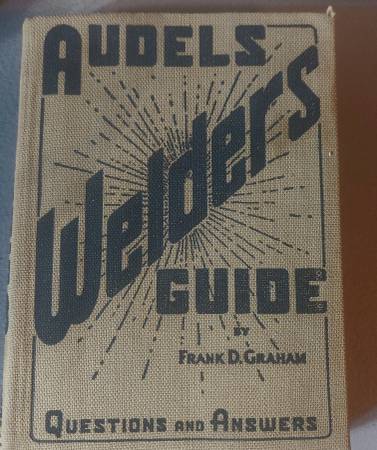 AUDELS
Welders
GUIDE
BY
FRANK D. GRAHAM
QUESTIONS AND ANSWERS